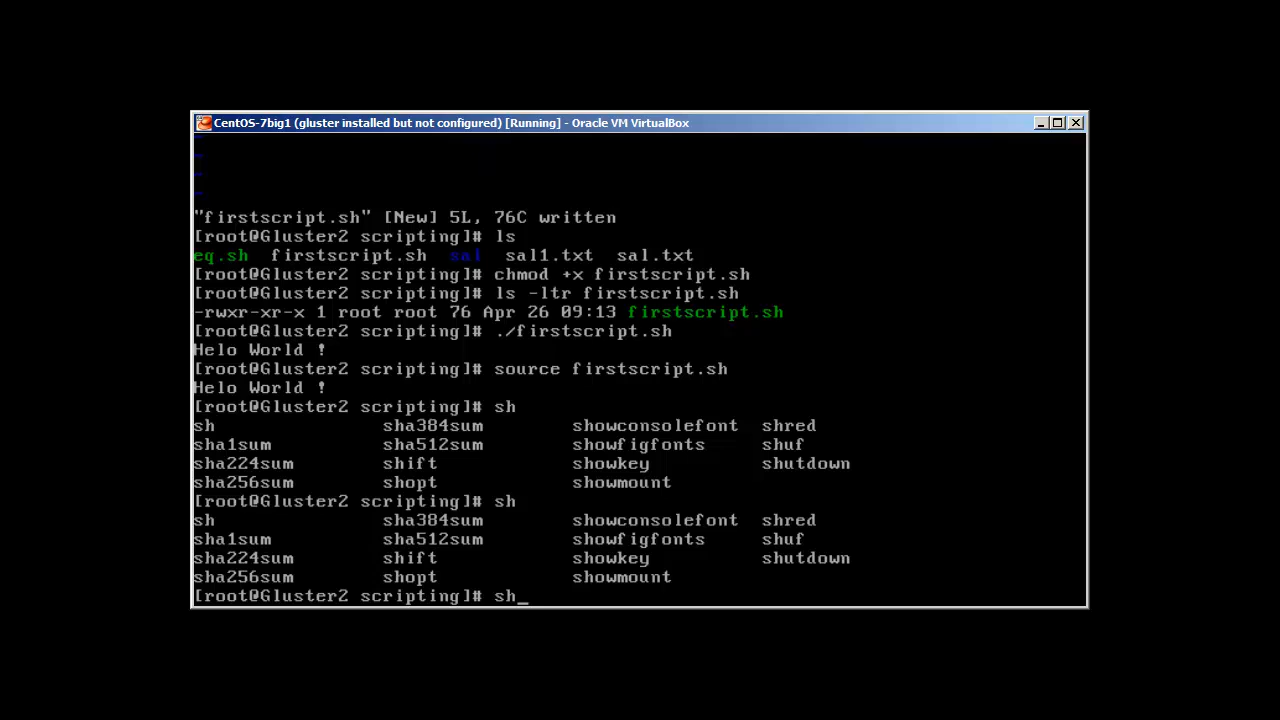 CentOS-7big1 (gluster installed but not configured) [Running] - Oracle VM VirtualBox
~
~
~
~
"firstscript.sh" [New] 5L, 76C written
[root@Gluster2 scripting]# ls
eq.sh  firstscript.sh  sal  sal1.txt  sal.txt
[root@Gluster2 scripting]# chmod +x firstscript.sh
[root@Gluster2 scripting]# ls -ltr firstscript.sh
-rwxr-xr-x 1 root root 76 Apr 26 09:13 firstscript.sh
[root@Gluster2 scripting]# ./firstscript.sh
Helo World !
[root@Gluster2 scripting]# source firstscript.sh
Helo World !
[root@Gluster2 scripting]# sh
sh               sha384sum        showconsolefont  shred
sha1sum          sha512sum        showfigfonts     shuf
sha224sum        shift            showkey          shutdown
sha256sum        shopt            showmount
[root@Gluster2 scripting]# sh
sh               sha384sum        showconsolefont  shred
sha1sum          sha512sum        showfigfonts     shuf
sha224sum        shift            showkey          shutdown
sha256sum        shopt            showmount
[root@Gluster2 scripting]# sh_